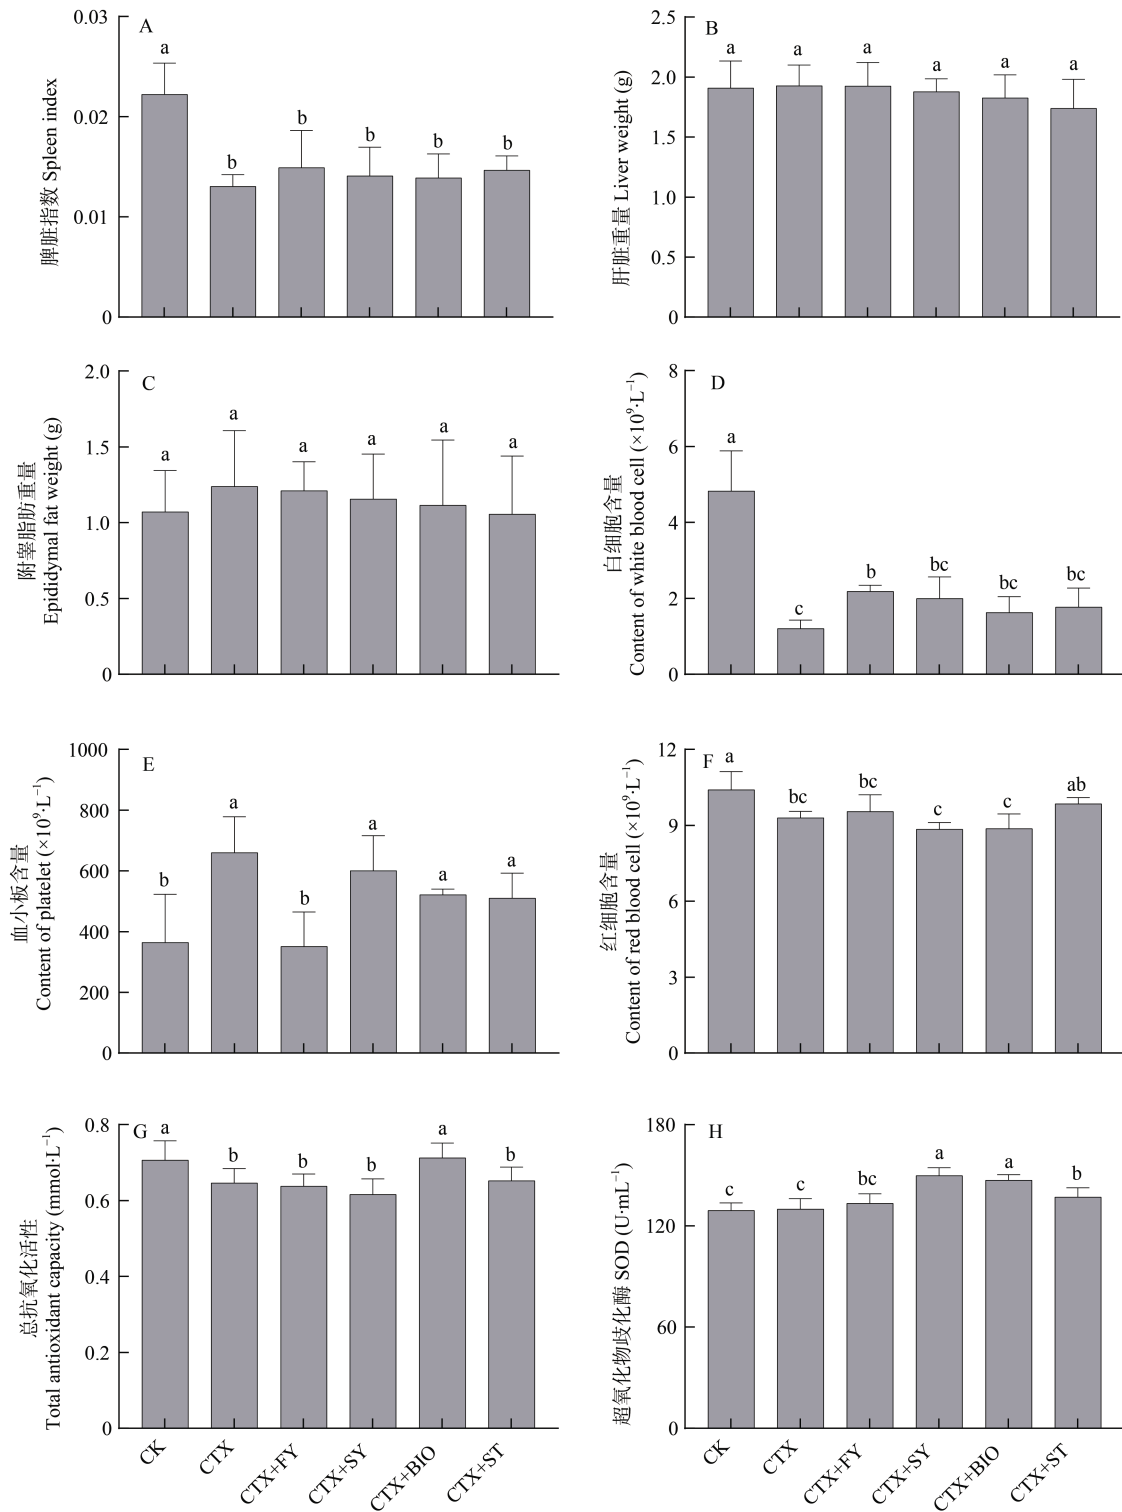 A
脾脏指数 Spleen index
0.03
0.02
0.01
0
a
b
b
b
b
b
B
肝脏重量 Liver weight (g)
2.5
2.0
1.5
1.0
0.5
0
a
a
a
a
a
a
C
附睾脂肪重量
Epididymal fat weight (g)
2.0
1.5
1.0
0.5
0
a
a
a
a
a
a
D
白细胞含量
Content of white blood cell (×10⁹·L⁻¹)
8
6
4
2
0
a
c
b
bc
bc
bc
E
血小板含量
Content of platelet (×10⁹·L⁻¹)
1000
800
600
400
200
0
b
a
b
a
a
a
F
红细胞含量
Content of red blood cell (×10⁹·L⁻¹)
12
9
6
3
0
a
bc
bc
c
c
ab
G
总抗氧化活性
Total antioxidant capacity (mmol·L⁻¹)
0.8
0.6
0.4
0.2
0
a
b
b
b
a
b
CK
CTX
CTX+FY
CTX+SY
CTX+BIO
CTX+ST
H
超氧化物歧化酶 SOD (U·mL⁻¹)
180
120
60
0
c
c
bc
a
a
b
CK
CTX
CTX+FY
CTX+SY
CTX+BIO
CTX+ST